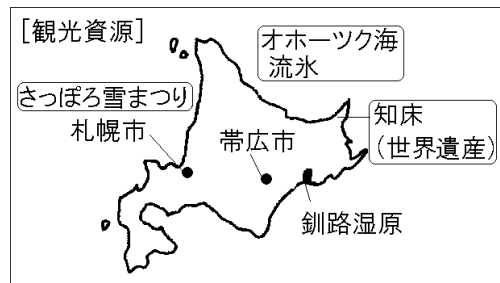 [観光資源]
オホーツク海
流氷
さっぽろ雪まつり
札幌市
帯広市
知床
(世界遺産)
釧路湿原